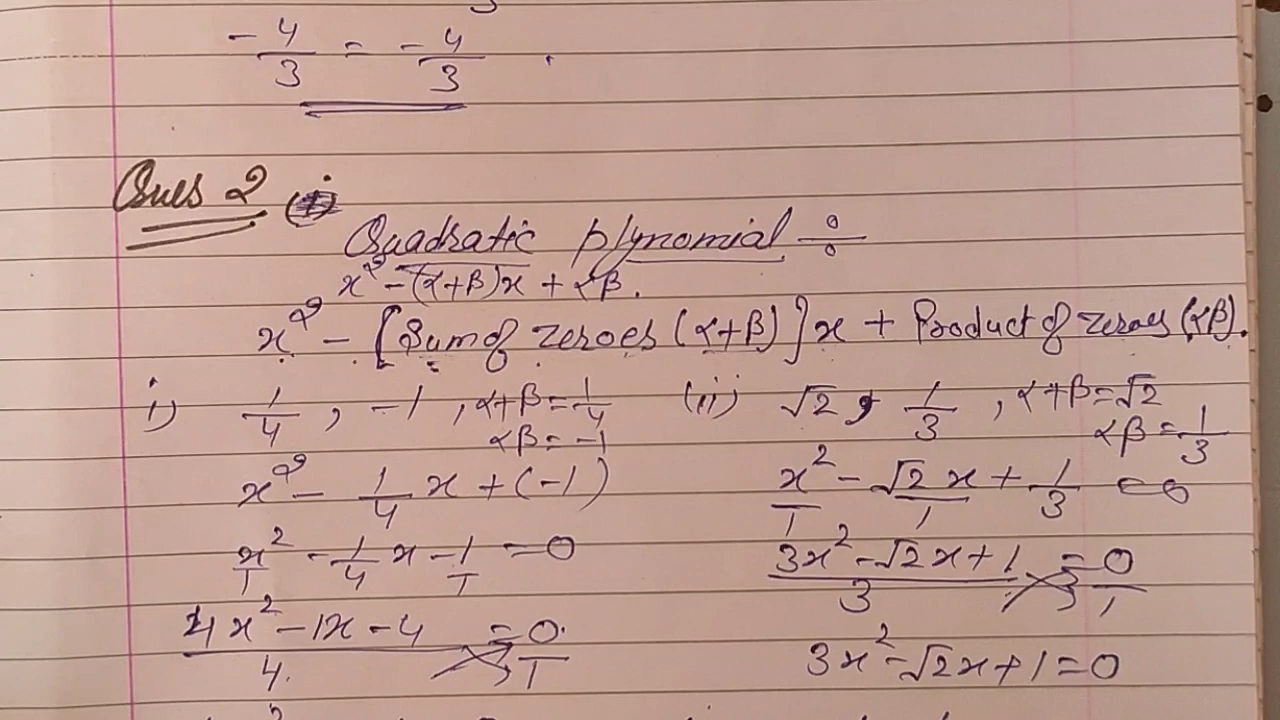 -4/3 = -4/3 .
Ques 2 (i)
Quadratic plynomial ÷
x² - (α+β)x + αβ.
x² - [Sum of zeroes (α+β)]x + Product of zeroes (αβ).
i) 1/4 , -1 , α+β = 1/4 (ii) √2 , 1/3 , α+β = √2
αβ = -1 αβ = 1/3
x² - 1/4 x + (-1) x²/1 - √2x/1 + 1/3 = 0
x²/1 - 1/4 x - 1/1 = 0 3x² - √2x + 1/3 = 0/1
4x² - 1x - 4/4 = 0/1 3x² - √2x + 1 = 0